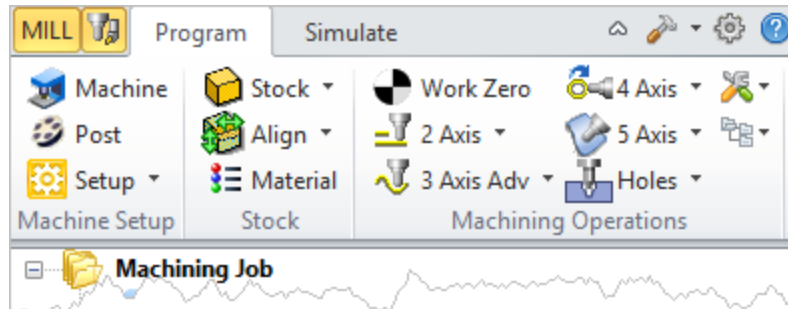 MILL Program Simulate
Machine Stock Work Zero 4 Axis
Post Align 2 Axis 5 Axis
Setup Material 3 Axis Adv Holes
Machine Setup Stock Machining Operations
Machining Job